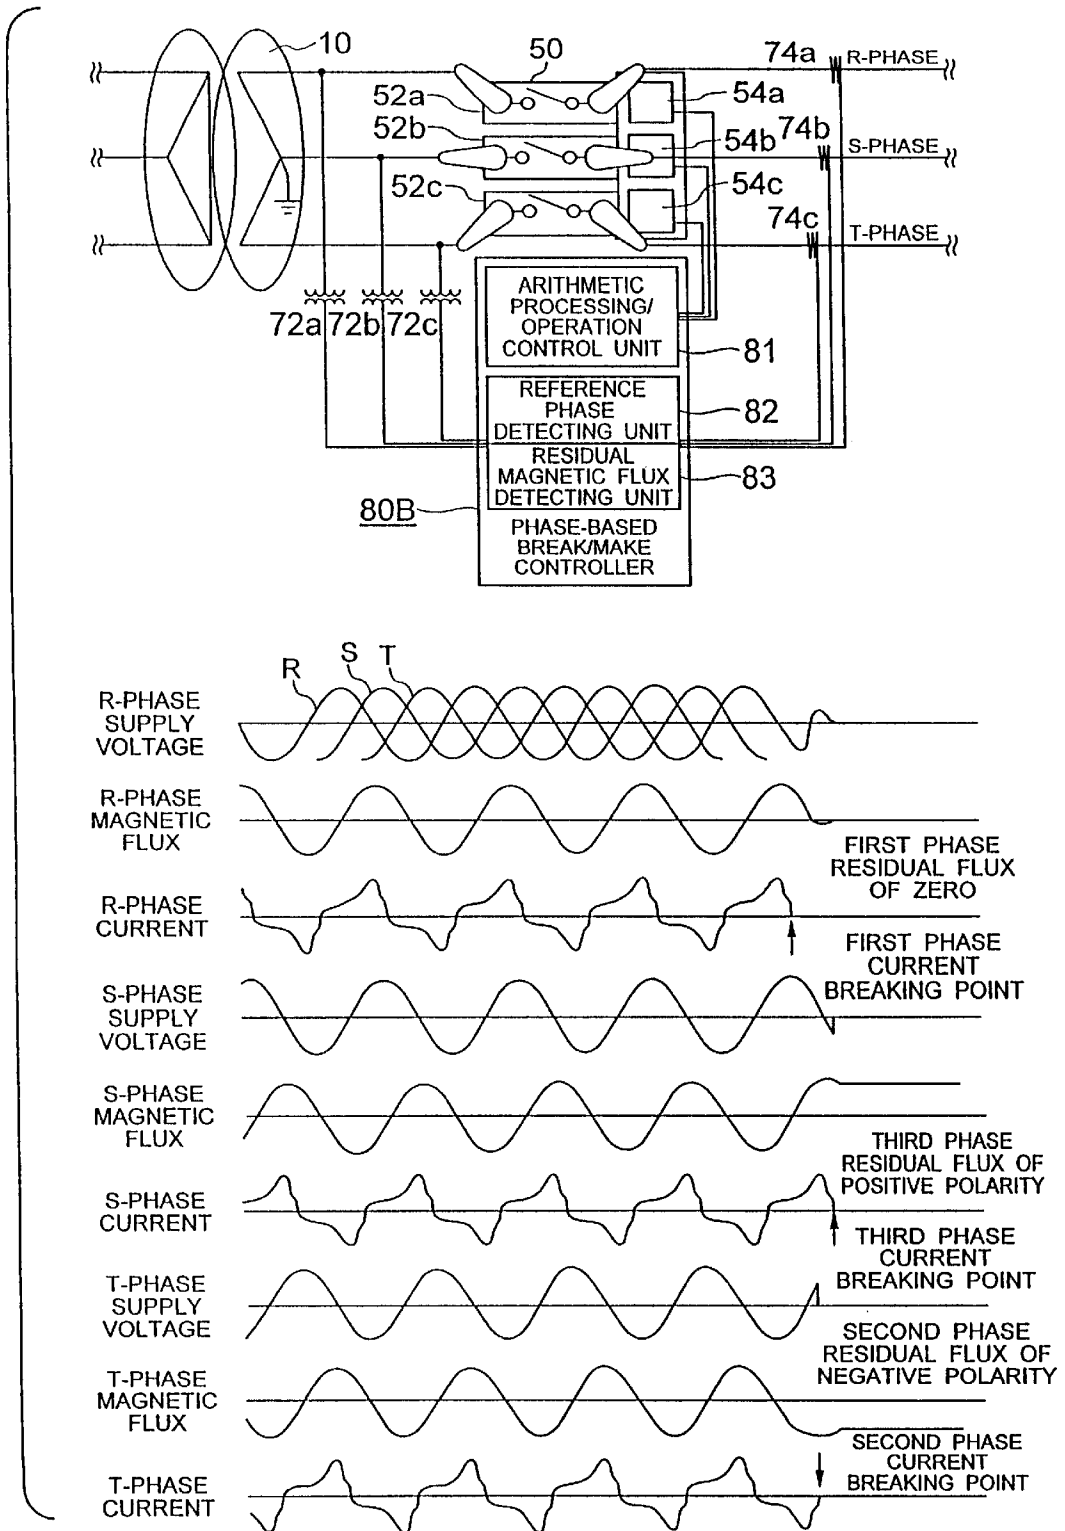 10
50
74a
R-PHASE
52a
54a
52b
74b
54b
S-PHASE
52c
54c
74c
T-PHASE
72a
72b
72c
ARITHMETIC
PROCESSING/
OPERATION
CONTROL UNIT
81
REFERENCE
PHASE
DETECTING UNIT
82
RESIDUAL
MAGNETIC FLUX
DETECTING UNIT
83
80B
PHASE-BASED
BREAK/MAKE
CONTROLLER
R
S
T
R-PHASE
SUPPLY
VOLTAGE
R-PHASE
MAGNETIC
FLUX
FIRST PHASE
RESIDUAL FLUX
OF ZERO
R-PHASE
CURRENT
FIRST PHASE
CURRENT
BREAKING POINT
S-PHASE
SUPPLY
VOLTAGE
S-PHASE
MAGNETIC
FLUX
THIRD PHASE
RESIDUAL FLUX OF
POSITIVE POLARITY
S-PHASE
CURRENT
THIRD PHASE
CURRENT
BREAKING POINT
T-PHASE
SUPPLY
VOLTAGE
SECOND PHASE
RESIDUAL FLUX OF
NEGATIVE POLARITY
T-PHASE
MAGNETIC
FLUX
SECOND PHASE
CURRENT
BREAKING POINT
T-PHASE
CURRENT